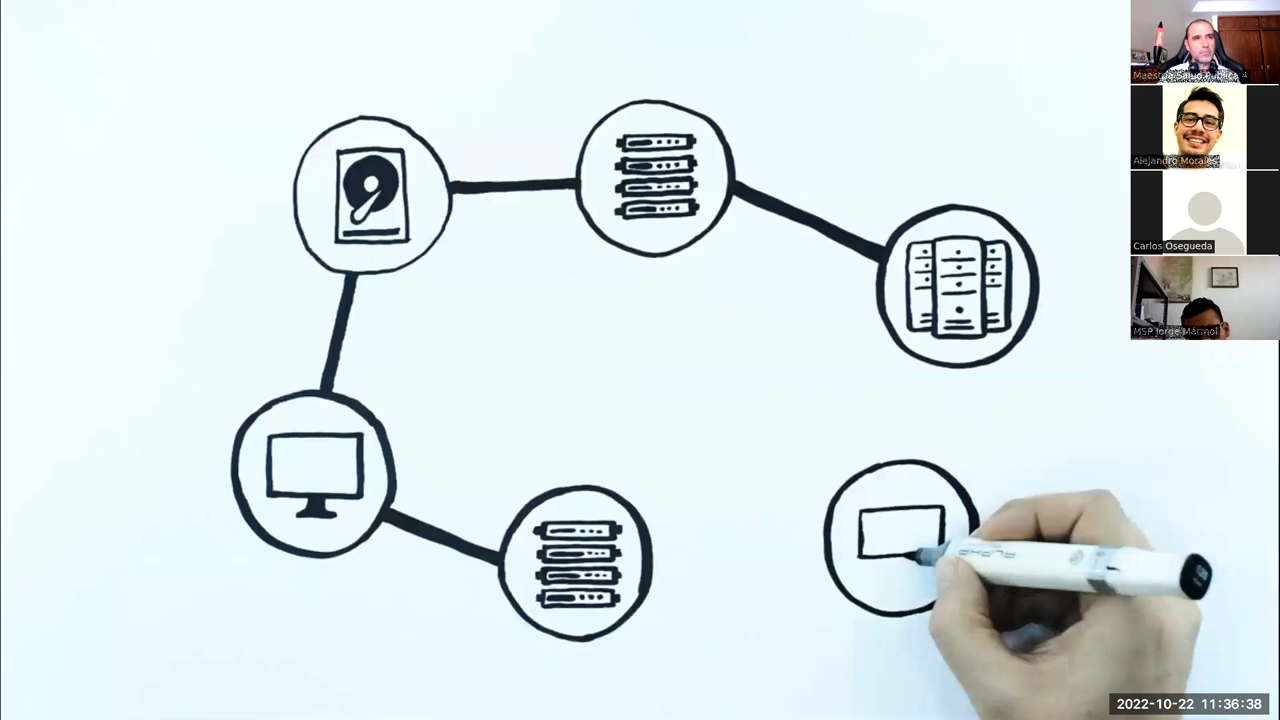 Maestría Salud Pública 4
Alejandro Morales
Carlos Osegueda
MSP Jorge Mármol
2022-10-22 11:36:38